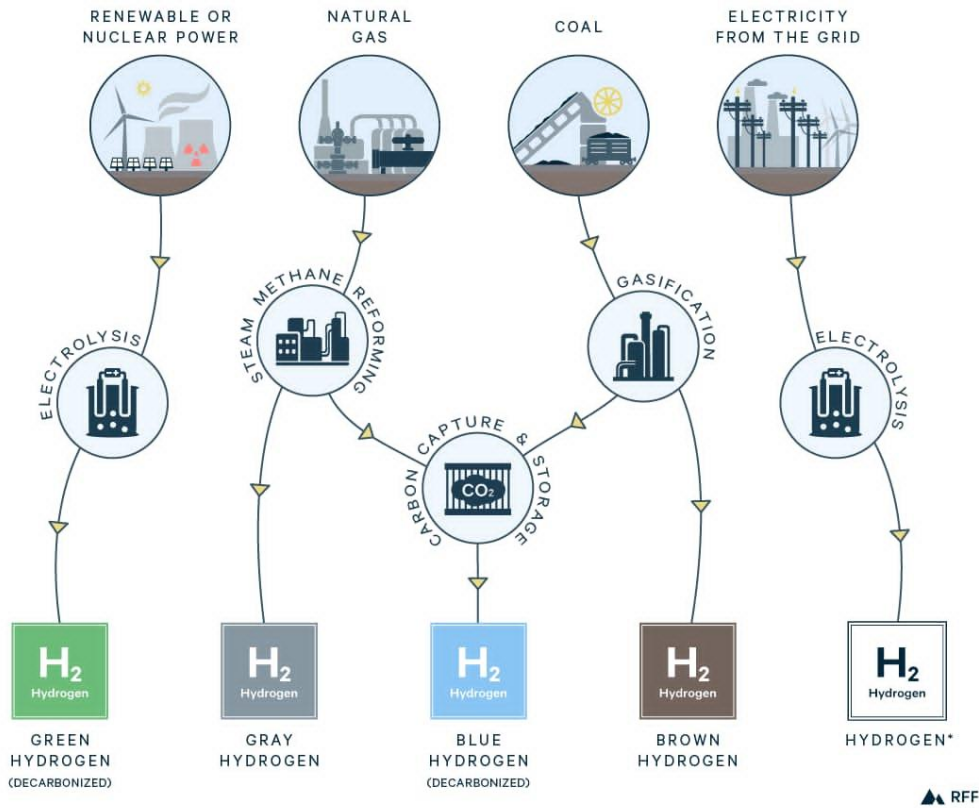 RENEWABLE OR
NUCLEAR POWER
NATURAL
GAS
COAL
ELECTRICITY
FROM THE GRID
ELECTROLYSIS
STEAM METHANE REFORMING
GASIFICATION
ELECTROLYSIS
CARBON CAPTURE & STORAGE
CO₂
H₂
Hydrogen
H₂
Hydrogen
H₂
Hydrogen
H₂
Hydrogen
H₂
Hydrogen
GREEN
HYDROGEN
(DECARBONIZED)
GRAY
HYDROGEN
BLUE
HYDROGEN
(DECARBONIZED)
BROWN
HYDROGEN
HYDROGEN*
RFF